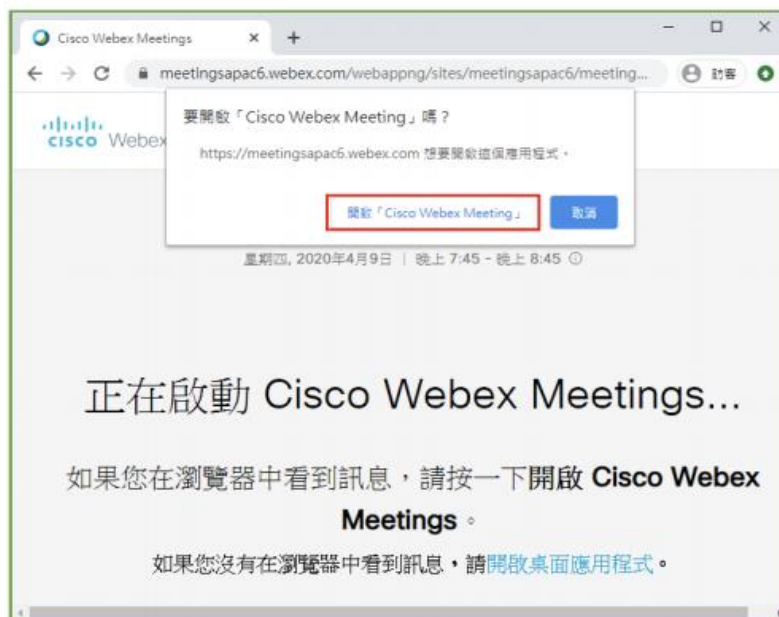 Cisco Webex Meetings
meetingsapac6.webex.com/webappng/sites/meetingsapac6/meeting...
訪客
cisco Webex
要開啟「Cisco Webex Meeting」嗎？
https://meetingsapac6.webex.com 想要開啟這個應用程式。
開啟「Cisco Webex Meeting」
取消
星期四, 2020年4月9日 | 晚上 7:45 - 晚上 8:45
正在啟動 Cisco Webex Meetings...
如果您在瀏覽器中看到訊息，請按一下開啟 Cisco Webex
Meetings。
如果您沒有在瀏覽器中看到訊息，請開啟桌面應用程式。